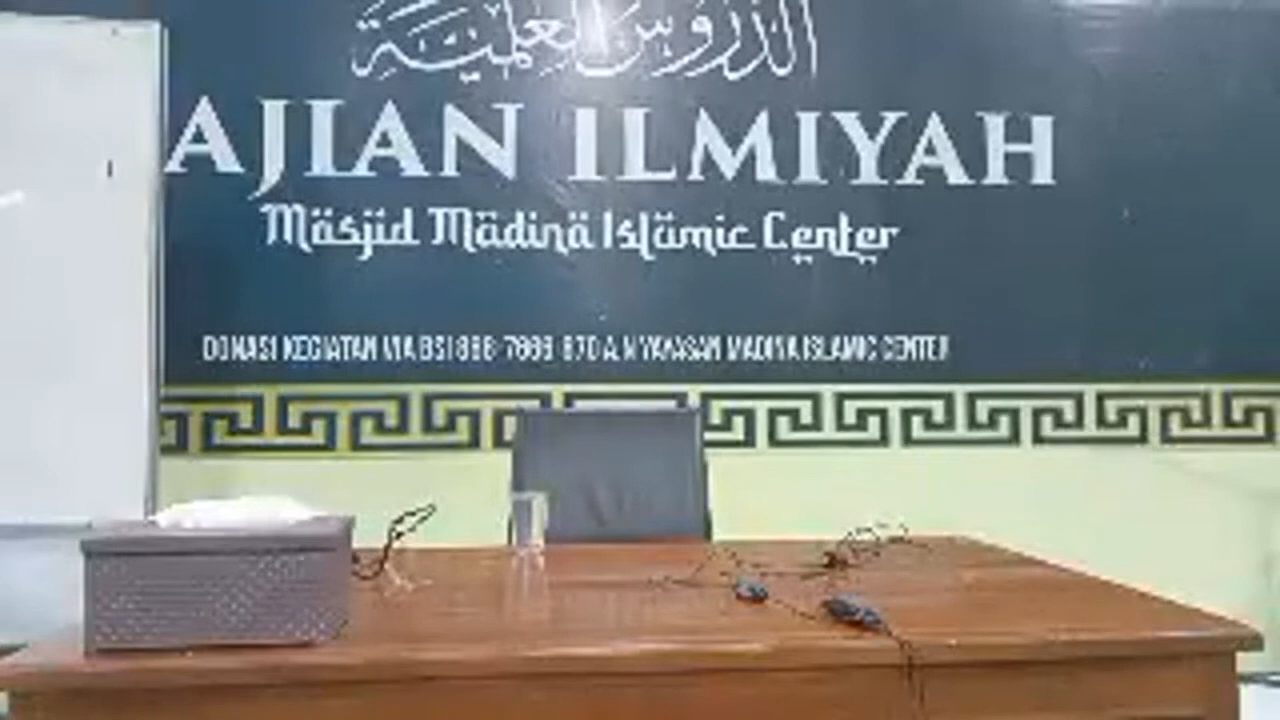 الدروس العلمية
AJIAN ILMIYAH
Masjid Madina Islamic Center
DONASI KEGIATAN VIA BSI A.N YAYASAN MADINA ISLAMIC CENTER